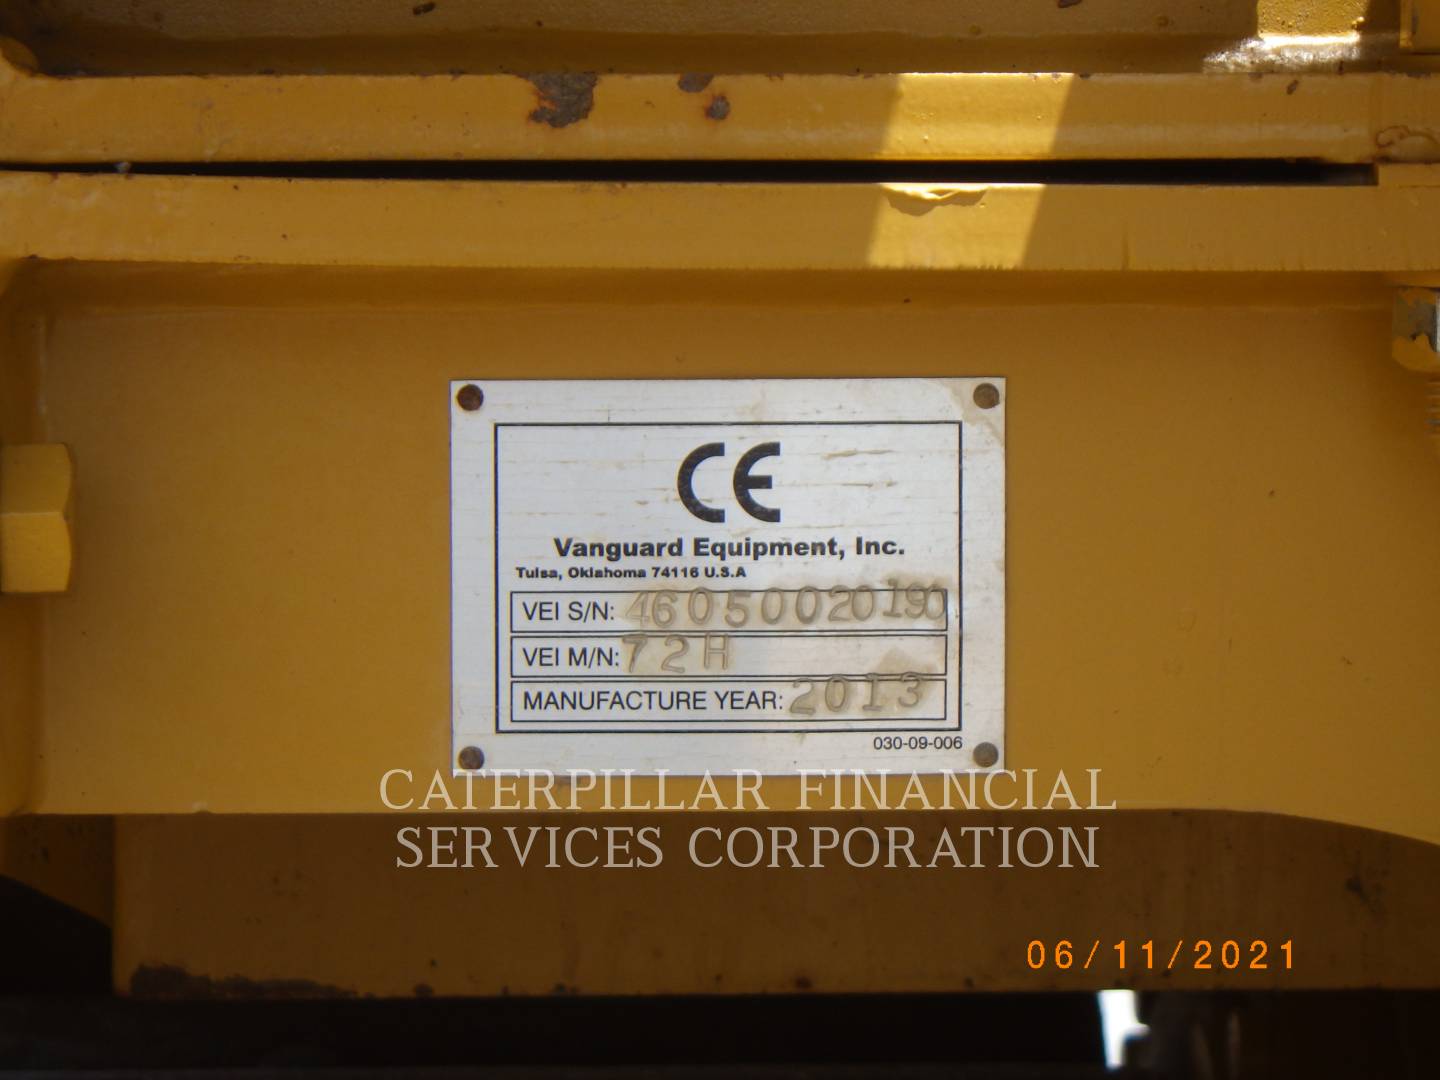 CE
Vanguard Equipment, Inc.
Tulsa, Oklahoma 74116 U.S.A
VEI S/N: 46050020190
VEI M/N: 72H
MANUFACTURE YEAR: 2013
030-09-006
CATERPILLAR FINANCIAL
SERVICES CORPORATION
06/11/2021